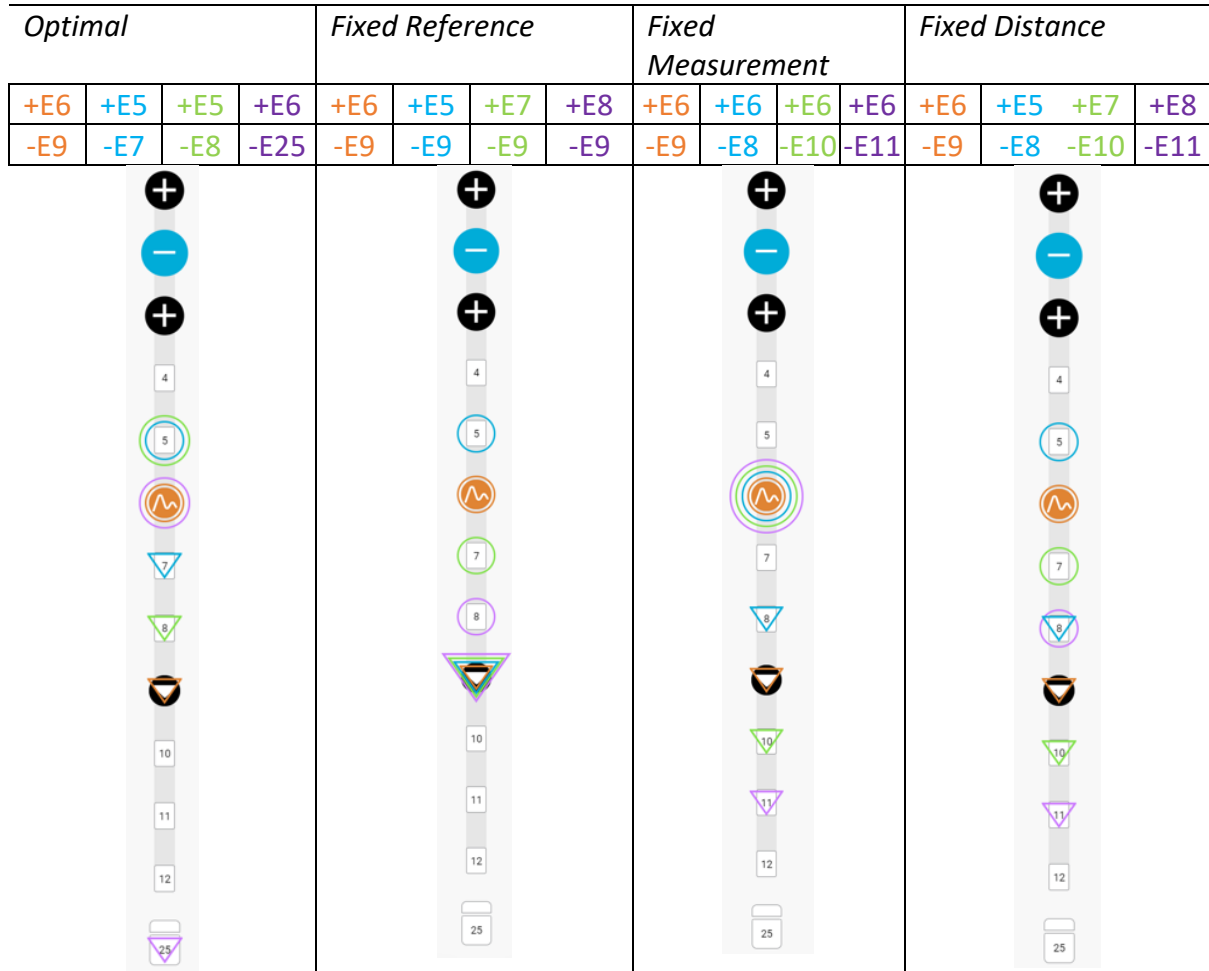 Optimal Fixed Reference Fixed Fixed Distance
Measurement
+E6 +E5 +E5 +E6 +E6 +E5 +E7 +E8 +E6 +E6 +E6 +E6 +E6 +E5 +E7 +E8
-E9 -E7 -E8 -E25 -E9 -E9 -E9 -E9 -E9 -E8 -E10 -E11 -E9 -E8 -E10 -E11
+ + + +
− − − −
+ + + +
4 4 4 4
5 5 5 5
7 7 7 7
8 8 8 8
10 10 10 10
11 11 11 11
12 12 12 12
25 25 25 25